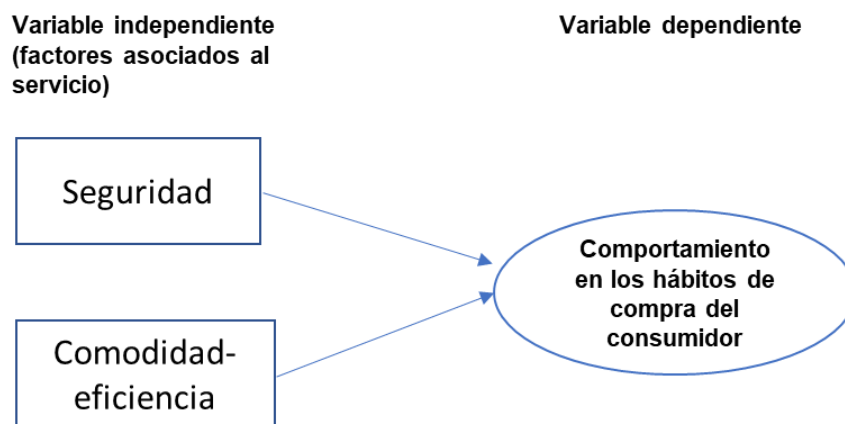 Variable independiente
(factores asociados al
servicio)
Variable dependiente
Seguridad
Comportamiento
en los hábitos de
compra del
consumidor
Comodidad-
eficiencia